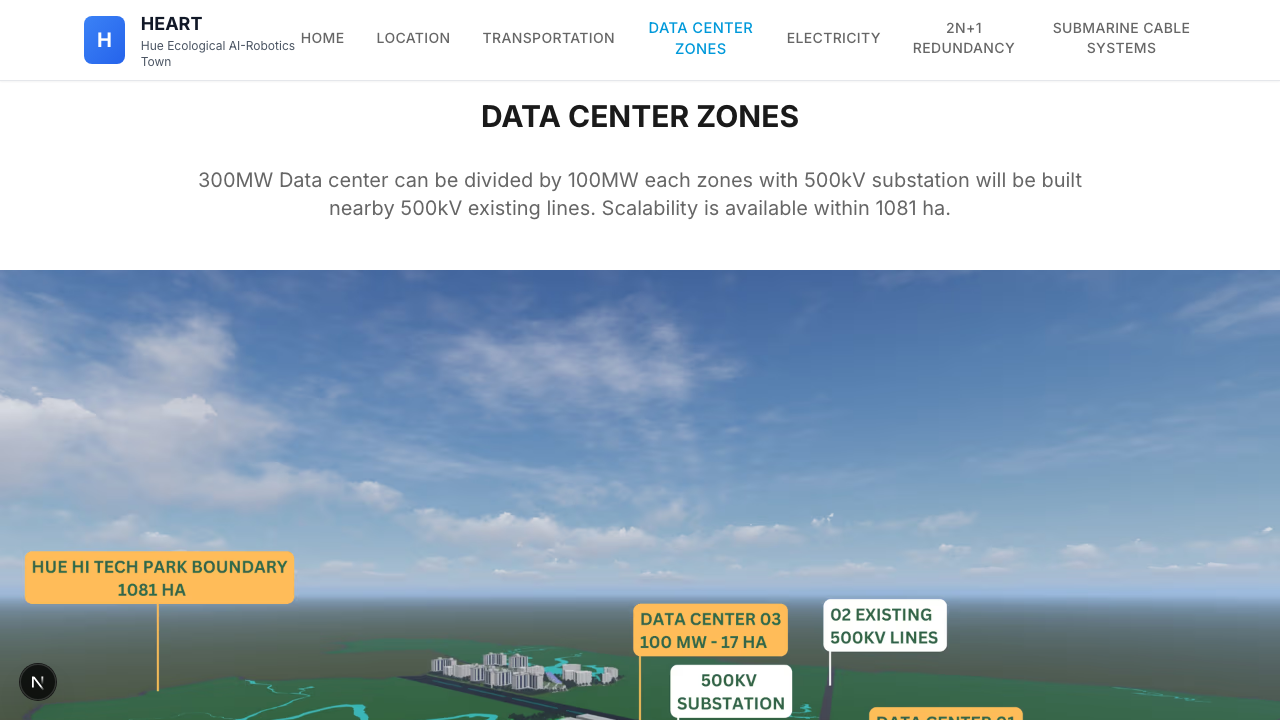 H
HEART
Hue Ecological AI-Robotics
Town
HOME
LOCATION
TRANSPORTATION
DATA CENTER
ZONES
ELECTRICITY
2N+1
REDUNDANCY
SUBMARINE CABLE
SYSTEMS
DATA CENTER ZONES
300MW Data center can be divided by 100MW each zones with 500kV substation will be built
nearby 500kV existing lines. Scalability is available within 1081 ha.
HUE HI TECH PARK BOUNDARY
1081 HA
DATA CENTER 03
100 MW - 17 HA
02 EXISTING
500KV LINES
500KV
SUBSTATION
DATA CENTER 01
N